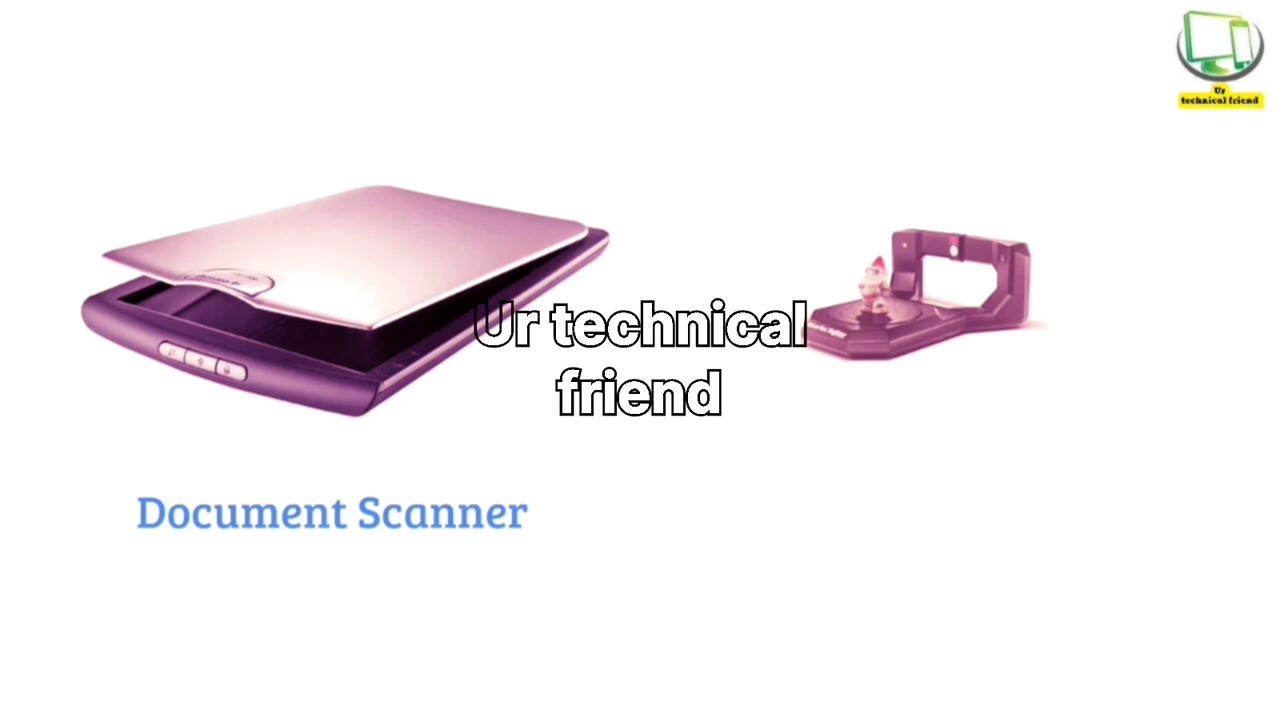 Ur
technical friend
Ur technical
friend
Document Scanner